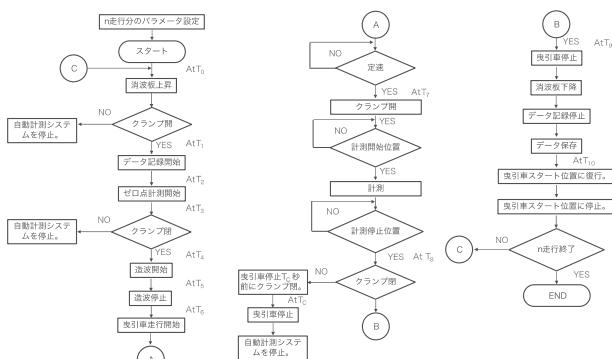 n走行分のパラメータ設定
スタート
C
AtT0
消波板上昇
NO
クランプ開
自動計測システ
ムを停止。
YES
AtT1
データ記録開始
AtT2
ゼロ点計測開始
AtT3
NO
クランプ閉
自動計測システ
ムを停止。
YES
AtT4
造波開始
AtT5
造波停止
AtT6
曳引車走行開始
A
A
NO
定速
YES
AtT7
クランプ開
NO
計測開始位置
YES
計測
NO
計測停止位置
YES
At T8
NO
クランプ閉
曳引車停止TC秒
前にクランプ閉。
AtTC
曳引車停止
自動計測システ
ムを停止。
B
B
YES
AtT9
曳引車停止
消波板下降
データ記録停止
データ保存
AtT10
曳引車スタート位置に復行。
曳引車スタート位置に停止。
C
NO
n走行終了
YES
END